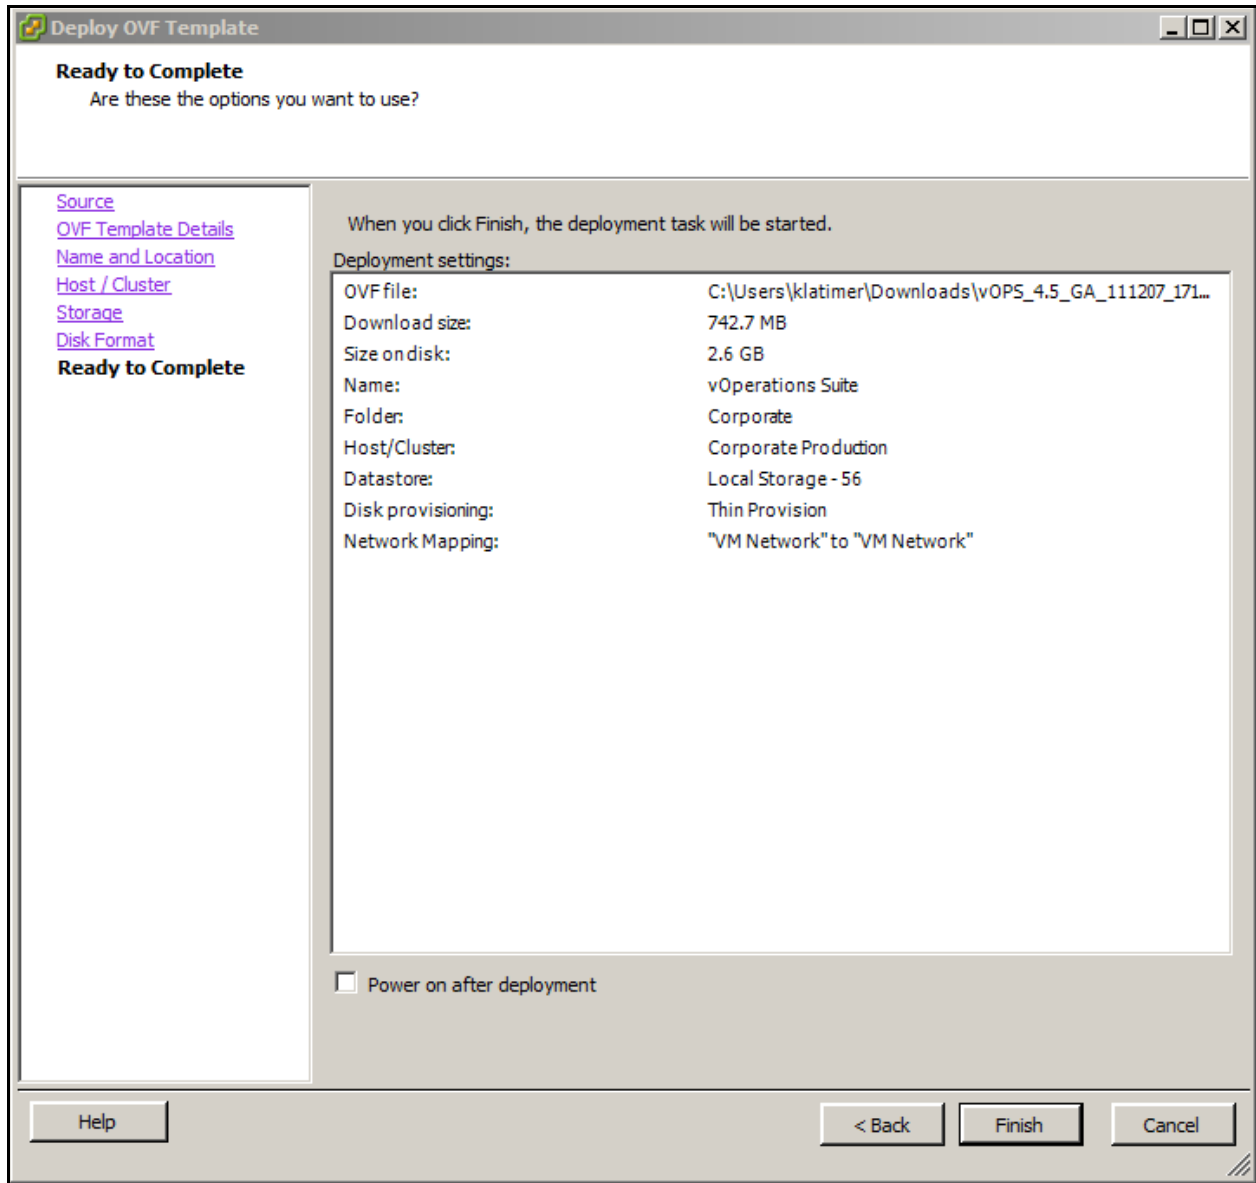 Deploy OVF Template
Ready to Complete
Are these the options you want to use?
Source
OVF Template Details
Name and Location
Host / Cluster
Storage
Disk Format
Ready to Complete
When you click Finish, the deployment task will be started.
Deployment settings:
OVF file: C:\Users\klatimer\Downloads\vOPS_4.5_GA_111207_171...
Download size: 742.7 MB
Size on disk: 2.6 GB
Name: vOperations Suite
Folder: Corporate
Host/Cluster: Corporate Production
Datastore: Local Storage - 56
Disk provisioning: Thin Provision
Network Mapping: "VM Network" to "VM Network"
Power on after deployment
Help < Back Finish Cancel